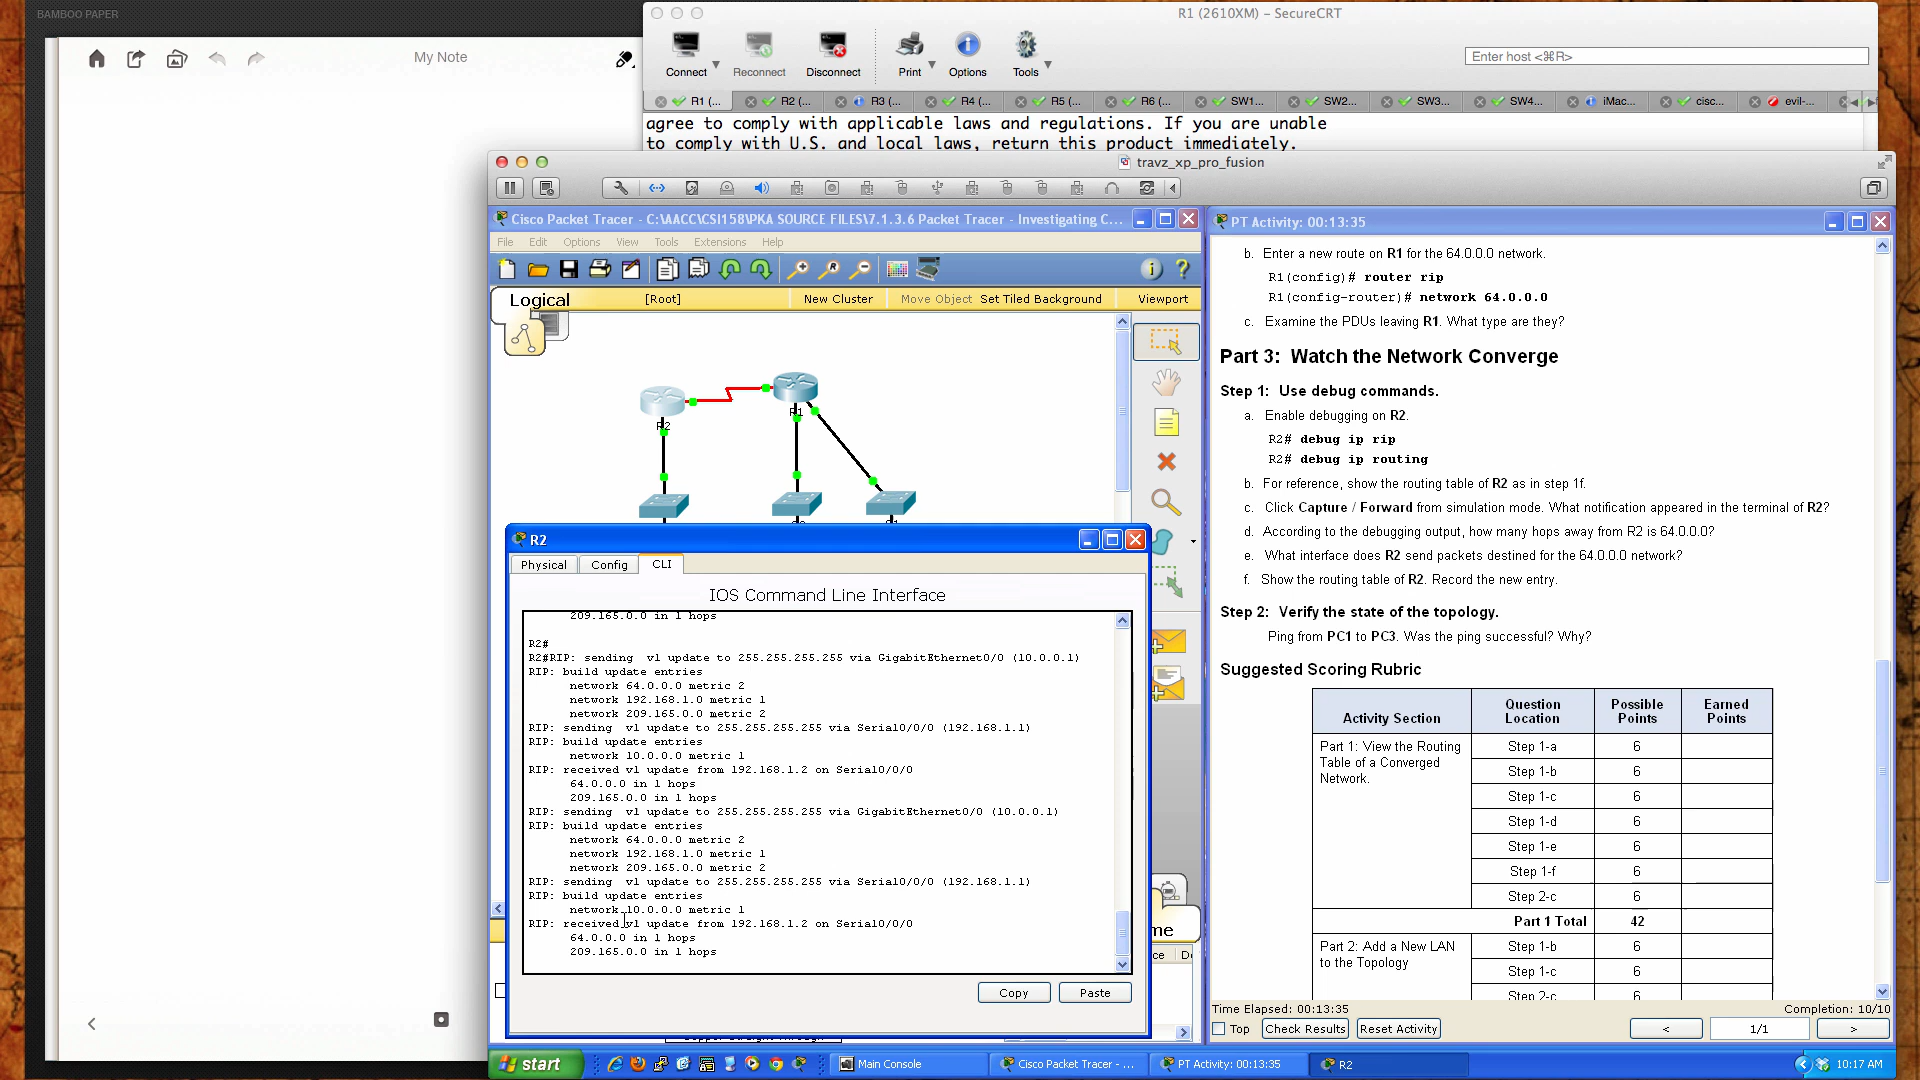 BAMBOO PAPER
My Note
R1 (2610XM) – SecureCRT
Connect
Reconnect
Disconnect
Print
Options
Tools
Enter host <⌘R>
R1 (...
R2 (...
R3 (...
R4 (...
R5 (...
R6 (...
SW1...
SW2...
SW3...
SW4...
iMac...
cisc...
evil-...
agree to comply with applicable laws and regulations. If you are unable
to comply with U.S. and local laws, return this product immediately.
travz_xp_pro_fusion
Cisco Packet Tracer - C:\AACC\CSI158\PKA SOURCE FILES\7.1.3.6 Packet Tracer - Investigating C...
File Edit Options View Tools Extensions Help
Logical
[Root]
New Cluster
Move Object
Set Tiled Background
Viewport
R2
R1
R2
Physical
Config
CLI
IOS Command Line Interface
209.165.0.0 in 1 hops
R2#
R2#RIP: sending  v1 update to 255.255.255.255 via GigabitEthernet0/0 (10.0.0.1)
RIP: build update entries
network 64.0.0.0 metric 2
network 192.168.1.0 metric 1
network 209.165.0.0 metric 2
RIP: sending  v1 update to 255.255.255.255 via Serial0/0/0 (192.168.1.1)
RIP: build update entries
network 10.0.0.0 metric 1
RIP: received v1 update from 192.168.1.2 on Serial0/0/0
64.0.0.0 in 1 hops
209.165.0.0 in 1 hops
RIP: sending  v1 update to 255.255.255.255 via GigabitEthernet0/0 (10.0.0.1)
RIP: build update entries
network 64.0.0.0 metric 2
network 192.168.1.0 metric 1
network 209.165.0.0 metric 2
RIP: sending  v1 update to 255.255.255.255 via Serial0/0/0 (192.168.1.1)
RIP: build update entries
network 10.0.0.0 metric 1
RIP: received v1 update from 192.168.1.2 on Serial0/0/0
64.0.0.0 in 1 hops
209.165.0.0 in 1 hops
Copy
Paste
me
ce
PT Activity: 00:13:35
b. Enter a new route on R1 for the 64.0.0.0 network.
R1(config)# router rip
R1(config-router)# network 64.0.0.0
c. Examine the PDUs leaving R1. What type are they?
Part 3: Watch the Network Converge
Step 1: Use debug commands.
a. Enable debugging on R2.
R2# debug ip rip
R2# debug ip routing
b. For reference, show the routing table of R2 as in step 1f.
c. Click Capture / Forward from simulation mode. What notification appeared in the terminal of R2?
d. According to the debugging output, how many hops away from R2 is 64.0.0.0?
e. What interface does R2 send packets destined for the 64.0.0.0 network?
f. Show the routing table of R2. Record the new entry.
Step 2: Verify the state of the topology.
Ping from PC1 to PC3. Was the ping successful? Why?
Suggested Scoring Rubric
Activity Section
Question Location
Possible Points
Earned Points
Part 1: View the Routing Table of a Converged Network.
Step 1-a 6
Step 1-b 6
Step 1-c 6
Step 1-d 6
Step 1-e 6
Step 1-f 6
Step 2-c 6
Part 1 Total 42
Part 2: Add a New LAN to the Topology
Step 1-b 6
Step 1-c 6
Step 2-c 6
Time Elapsed: 00:13:35
Completion: 10/10
Top
Check Results
Reset Activity
<
1/1
>
start
Main Console
Cisco Packet Tracer - ...
PT Activity: 00:13:35
R2
10:17 AM